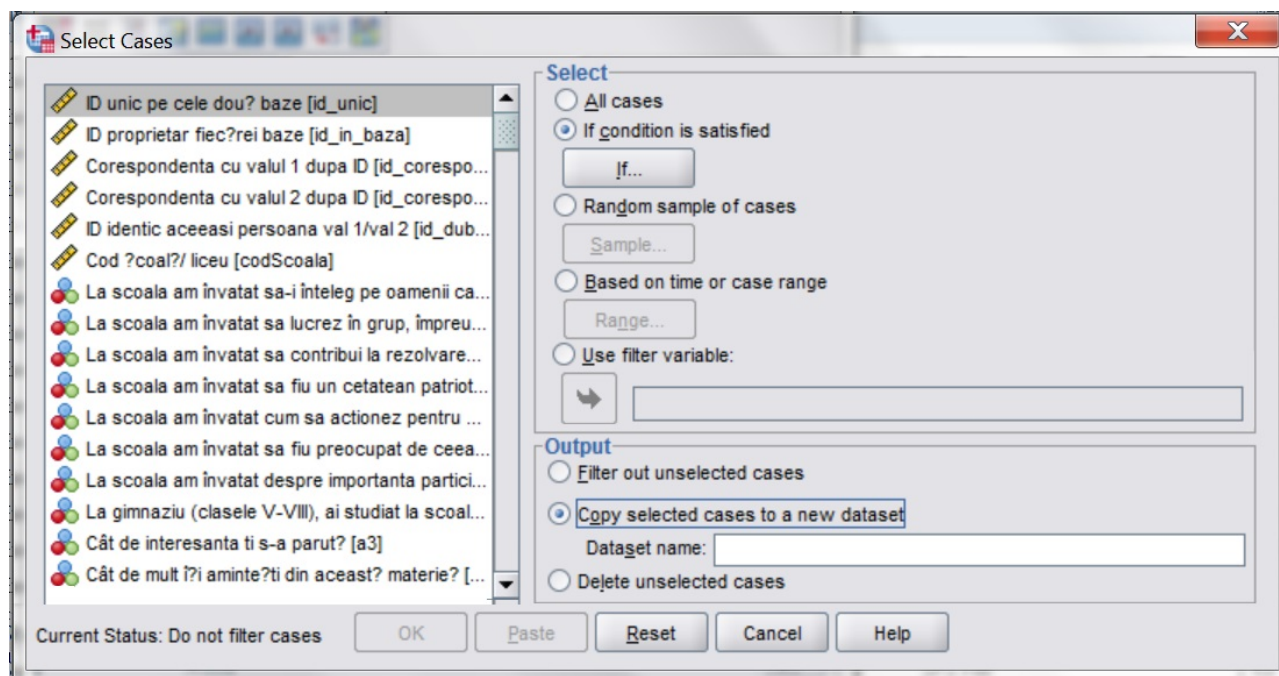 Select Cases
ID unic pe cele dou? baze [id_unic]
ID proprietar fiec?rei baze [id_in_baza]
Corespondenta cu valul 1 dupa ID [id_corespo...
Corespondenta cu valul 2 dupa ID [id_corespo...
ID identic aceeasi persoana val 1/val 2 [id_dub...
Cod ?coal?/ liceu [codScoala]
La scoala am învatat sa-i înteleg pe oamenii ca...
La scoala am învatat sa lucrez în grup, împreu...
La scoala am învatat sa contribui la rezolvare...
La scoala am învatat sa fiu un cetatean patriot...
La scoala am învatat cum sa actionez pentru ...
La scoala am învatat sa fiu preocupat de ceea...
La scoala am învatat despre importanta partici...
La gimnaziu (clasele V-VIII), ai studiat la scoal...
Cât de interesanta ti s-a parut? [a3]
Cât de mult î?i aminte?ti din aceast? materie? [...
Select
All cases
If condition is satisfied
If...
Random sample of cases
Sample...
Based on time or case range
Range...
Use filter variable:
Output
Filter out unselected cases
Copy selected cases to a new dataset
Dataset name:
Delete unselected cases
Current Status: Do not filter cases
OK
Paste
Reset
Cancel
Help